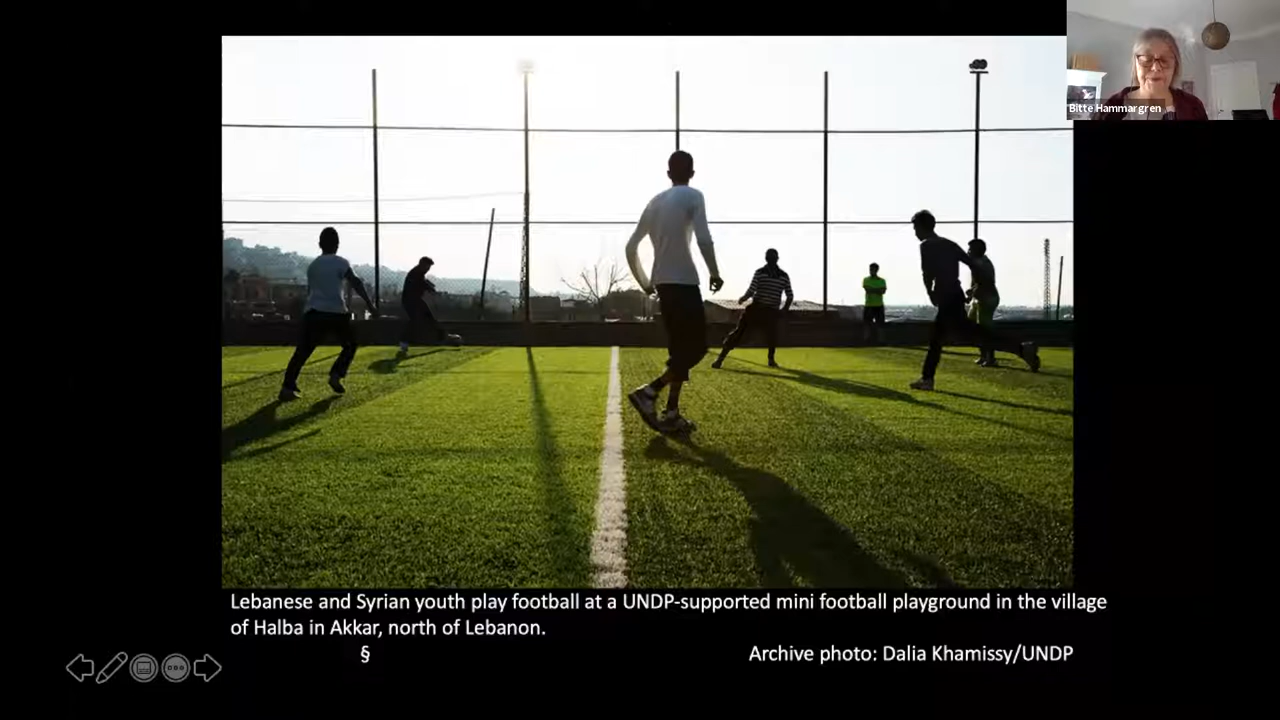 Bitte Hammargren
Lebanese and Syrian youth play football at a UNDP-supported mini football playground in the village
of Halba in Akkar, north of Lebanon.
§
Archive photo: Dalia Khamissy/UNDP